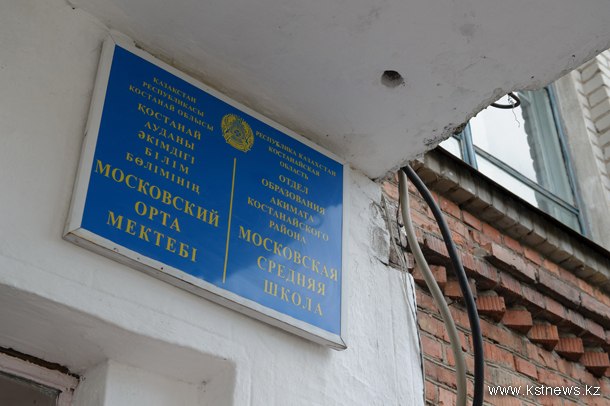 ҚАЗАҚСТАН
РЕСПУБЛИКАСЫ
ҚОСТАНАЙ ОБЛЫСЫ
ҚОСТАНАЙ
АУДАНЫ
ӘКІМДІГІ
БІЛІМ
БӨЛІМІНІҢ
МОСКОВСКИЙ
ОРТА
МЕКТЕБІ
РЕСПУБЛИКА КАЗАХСТАН
КОСТАНАЙСКАЯ
ОБЛАСТЬ
ОТДЕЛ
ОБРАЗОВАНИЯ
АКИМАТА
КОСТАНАЙСКОГО
РАЙОНА
МОСКОВСКАЯ
СРЕДНЯЯ
ШКОЛА
www.kstnews.kz